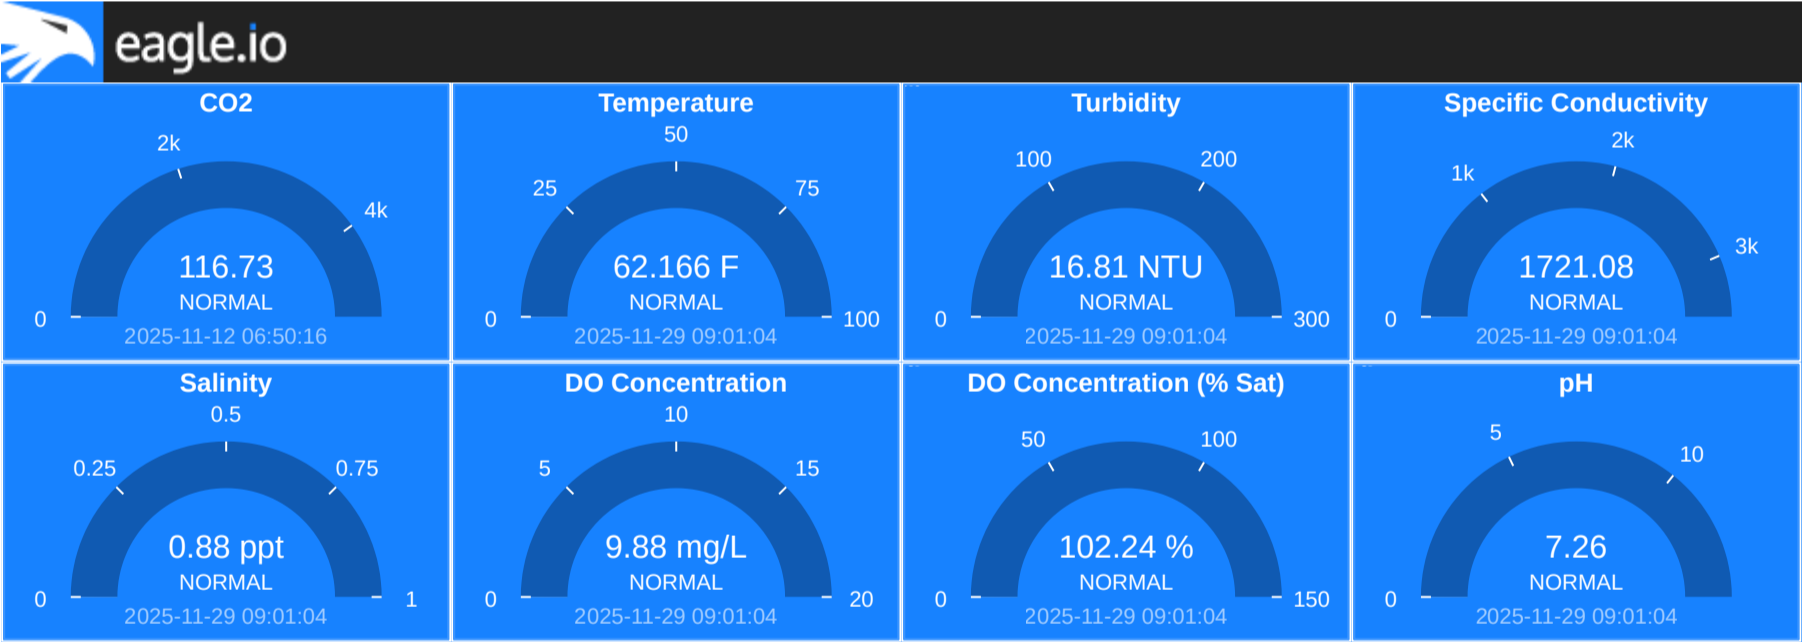 eagle.io
CO2
2k
4k
116.73
NORMAL
0
2025-11-12 06:50:16
Temperature
50
25
75
62.166 F
NORMAL
0
100
2025-11-29 09:01:04
Turbidity
100
200
16.81 NTU
NORMAL
0
300
2025-11-29 09:01:04
Specific Conductivity
2k
1k
3k
1721.08
NORMAL
0
2025-11-29 09:01:04
Salinity
0.5
0.25
0.75
0.88 ppt
NORMAL
0
1
2025-11-29 09:01:04
DO Concentration
10
5
15
9.88 mg/L
NORMAL
0
20
2025-11-29 09:01:04
DO Concentration (% Sat)
50
100
102.24 %
NORMAL
0
150
2025-11-29 09:01:04
pH
5
10
7.26
NORMAL
0
2025-11-29 09:01:04